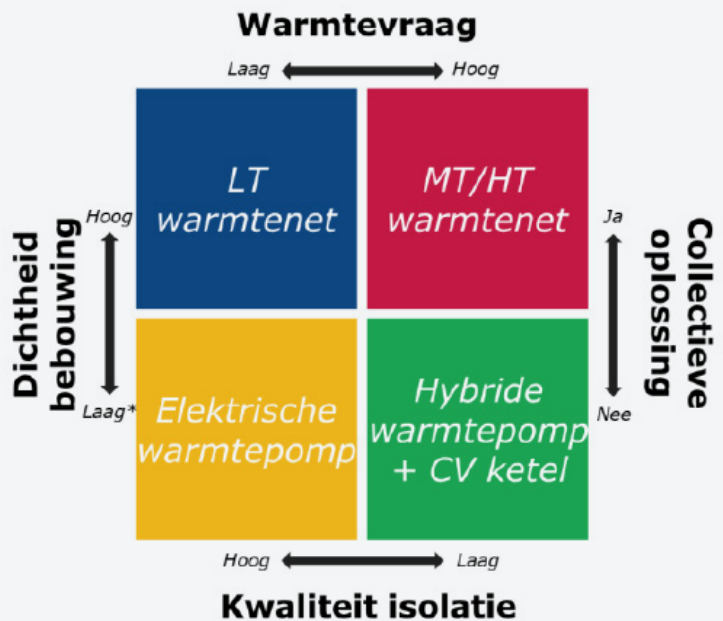 Warmtevraag
Laag
Hoog
LT
warmtenet
MT/HT
warmtenet
Hoog
Laag*
Dichtheid
bebouwing
Ja
Nee
Collectieve
oplossing
Elektrische
warmtepomp
Hybride
warmtepomp
+ CV ketel
Hoog
Laag
Kwaliteit isolatie